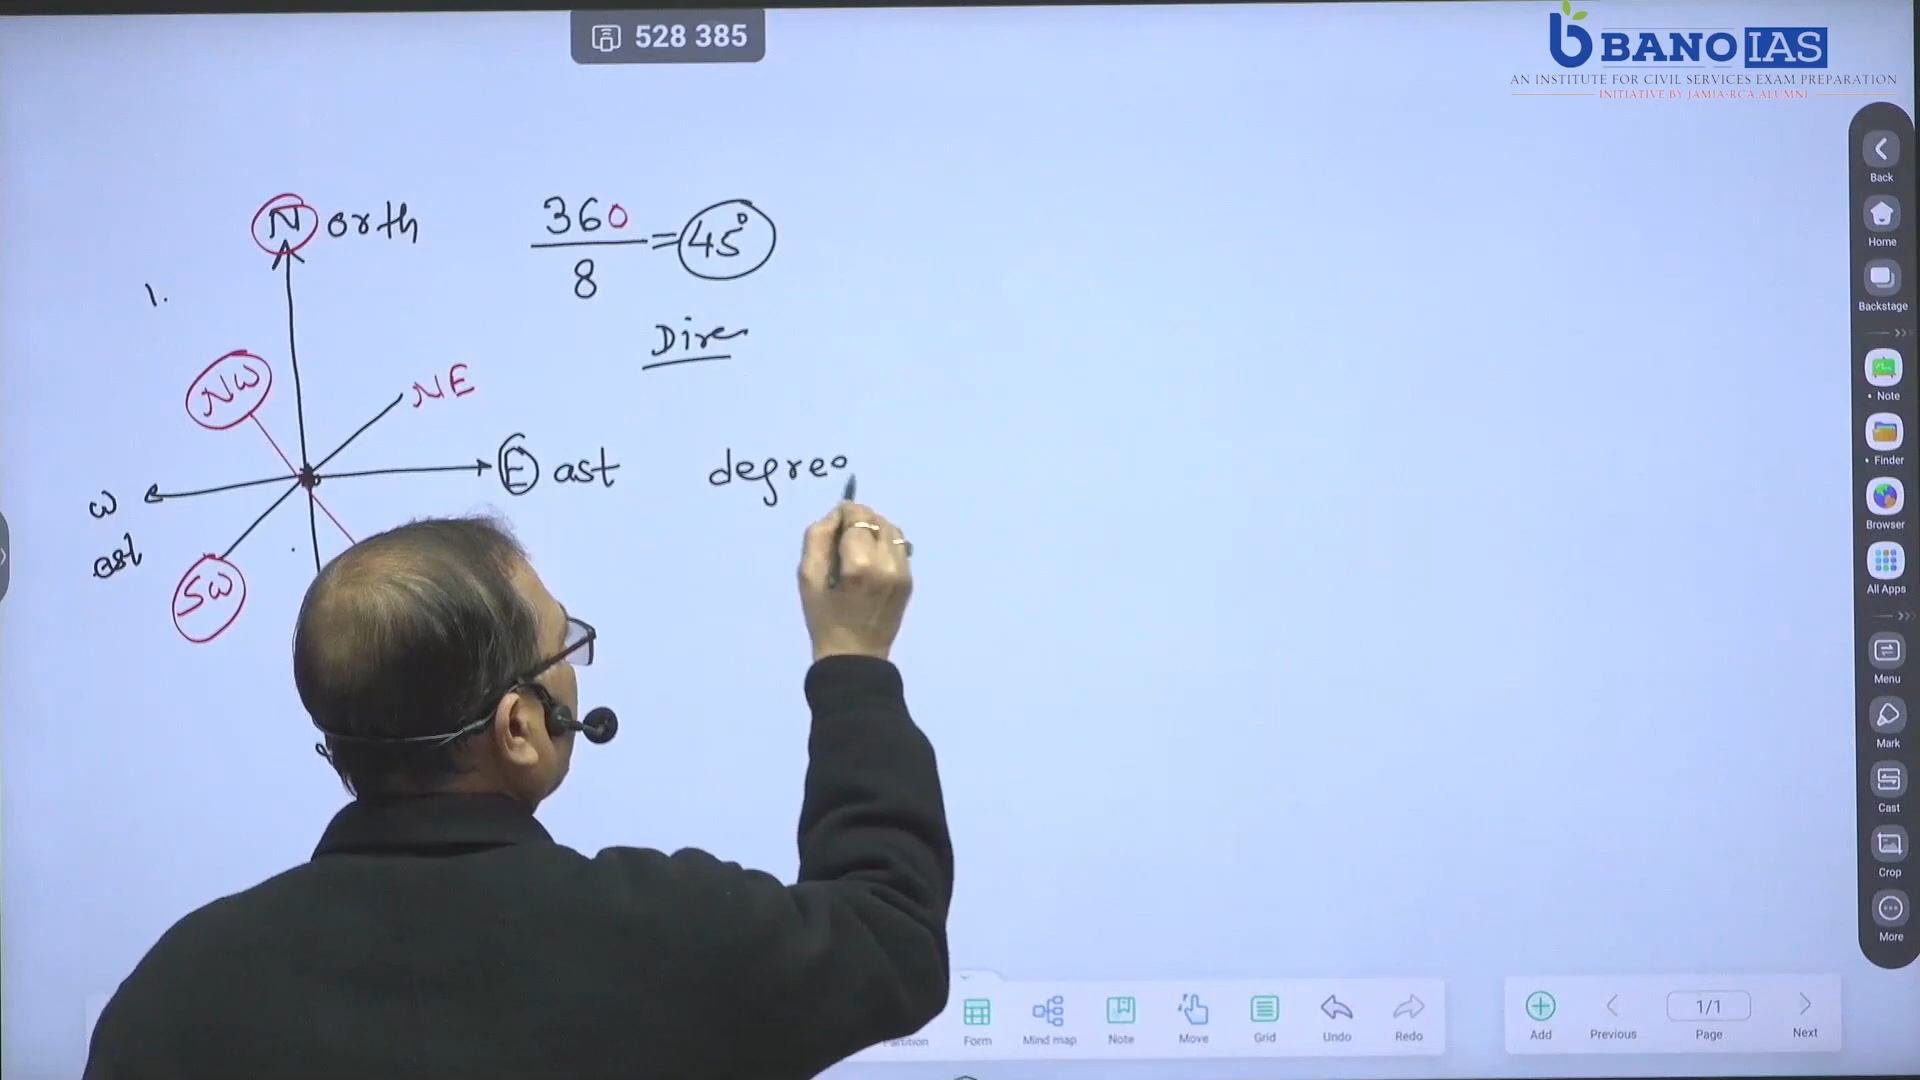 528 385
BANO IAS
AN INSTITUTE FOR CIVIL SERVICES EXAM PREPARATION
INITIATIVE BY JAMIA-RCA ALUMNI
North
360
8
=45°
1.
Dire
NW
NE
East
degree
W
est
SW
Back
Home
Backstage
Note
Finder
Browser
All Apps
Menu
Mark
Cast
Crop
More
Partition
Form
Mind map
Note
Move
Grid
Undo
Redo
Add
Previous
1/1
Page
Next